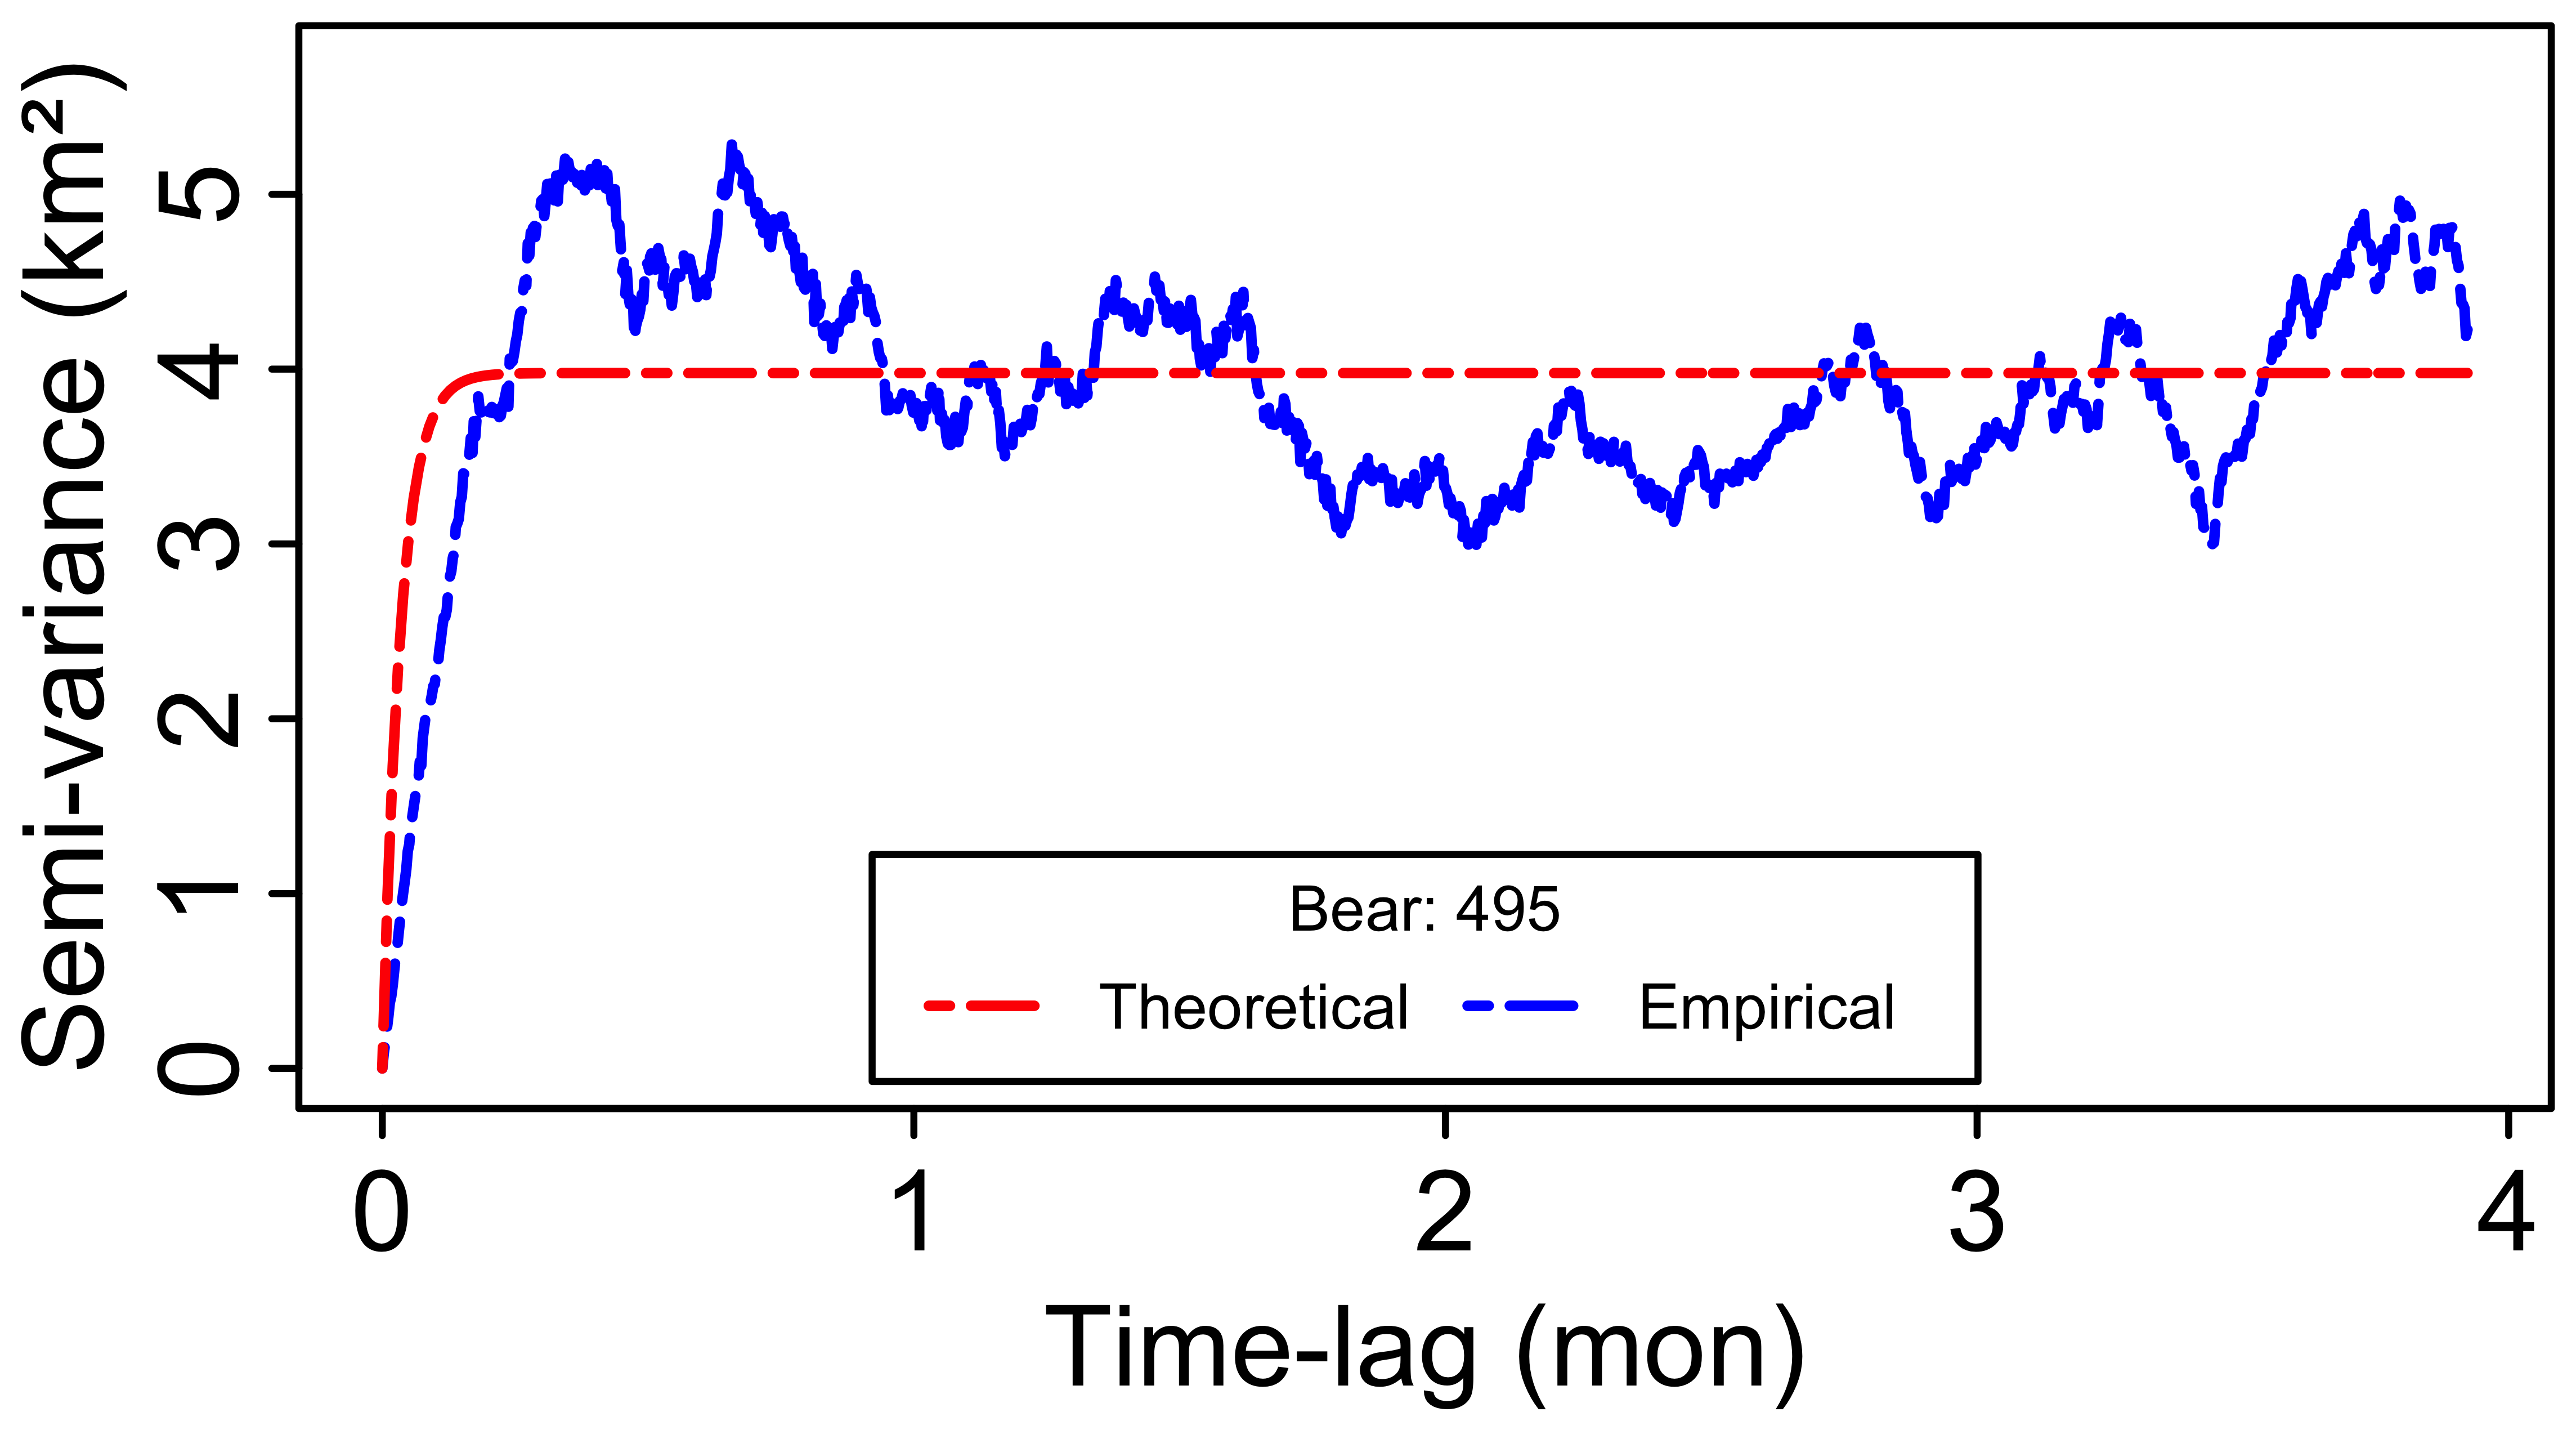 Semi-variance (km²)
5
4
3
2
1
0
Bear: 495
Theoretical Empirical
0 1 2 3 4
Time-lag (mon)